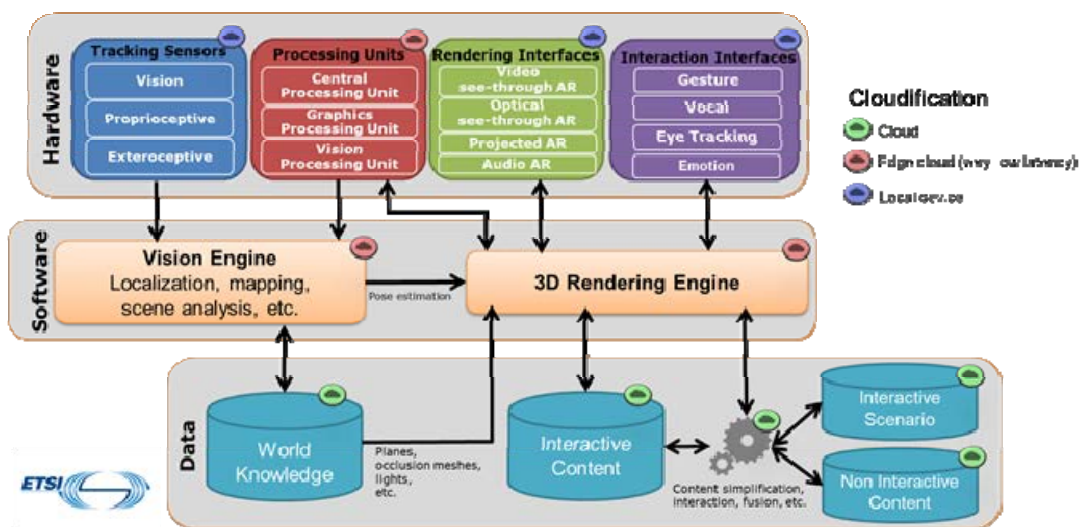 Hardware
Tracking Sensors
Vision
Proprioceptive
Exteroceptive
Processing Units
Central
Processing Unit
Graphics
Processing Unit
Vision
Processing Unit
Rendering Interfaces
Video
see-through AR
Optical
see-through AR
Projected AR
Audio AR
Interaction Interfaces
Gesture
Vocal
Eye Tracking
Emotion
Cloudification
Cloud
cloud
Software
Vision Engine
Localization, mapping,
scene analysis, etc.
Pose estimation
3D Rendering Engine
Data
World
Knowledge
Planes,
occlusion meshes,
lights,
etc.
Interactive
Content
Content simplification,
interaction, fusion, etc.
Interactive
Scenario
Non Interactive
Content
ETSI